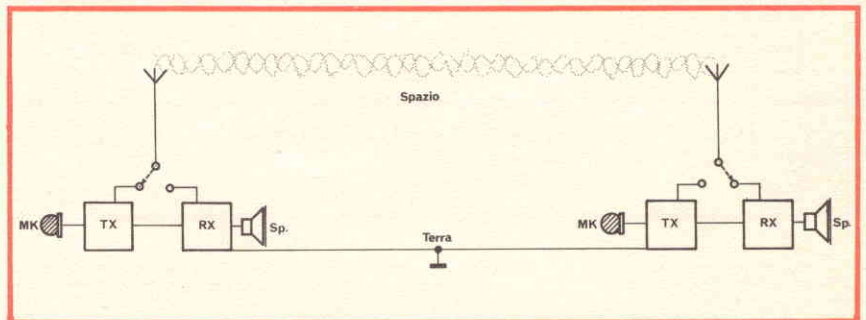 Spazio
MK
TX
RX
Sp.
Terra
MK
TX
RX
Sp.